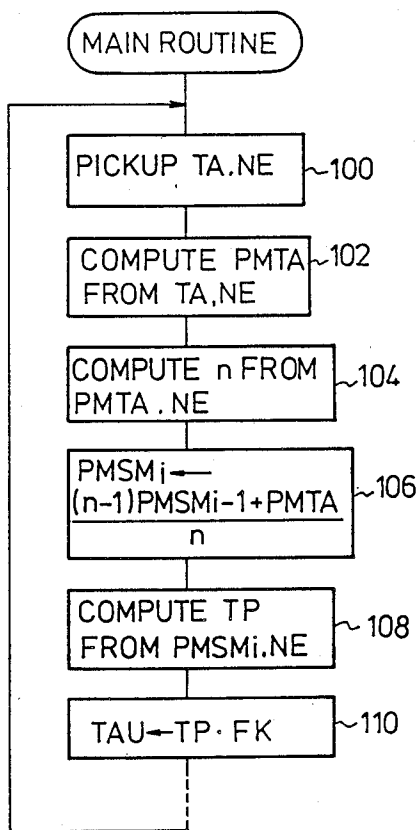 MAIN ROUTINE
PICKUP TA.NE
100
COMPUTE PMTA
FROM TA,NE
102
COMPUTE n FROM
PMTA.NE
104
PMSMi←
(n-1)PMSMi-1+PMTA
n
106
COMPUTE TP
FROM PMSMi.NE
108
TAU←TP·FK
110